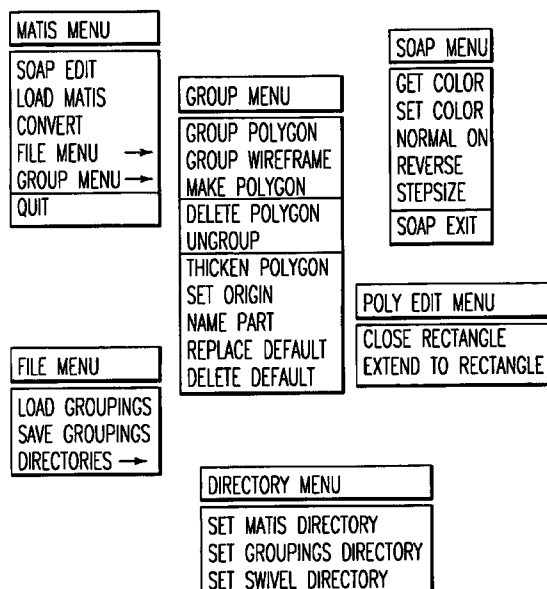 MATIS MENU
SOAP EDIT
LOAD MATIS
CONVERT
FILE MENU →
GROUP MENU →
QUIT
GROUP MENU
GROUP POLYGON
GROUP WIREFRAME
MAKE POLYGON
DELETE POLYGON
UNGROUP
THICKEN POLYGON
SET ORIGIN
NAME PART
REPLACE DEFAULT
DELETE DEFAULT
SOAP MENU
GET COLOR
SET COLOR
NORMAL ON
REVERSE
STEPSIZE
SOAP EXIT
POLY EDIT MENU
CLOSE RECTANGLE
EXTEND TO RECTANGLE
FILE MENU
LOAD GROUPINGS
SAVE GROUPINGS
DIRECTORIES →
DIRECTORY MENU
SET MATIS DIRECTORY
SET GROUPINGS DIRECTORY
SET SWIVEL DIRECTORY